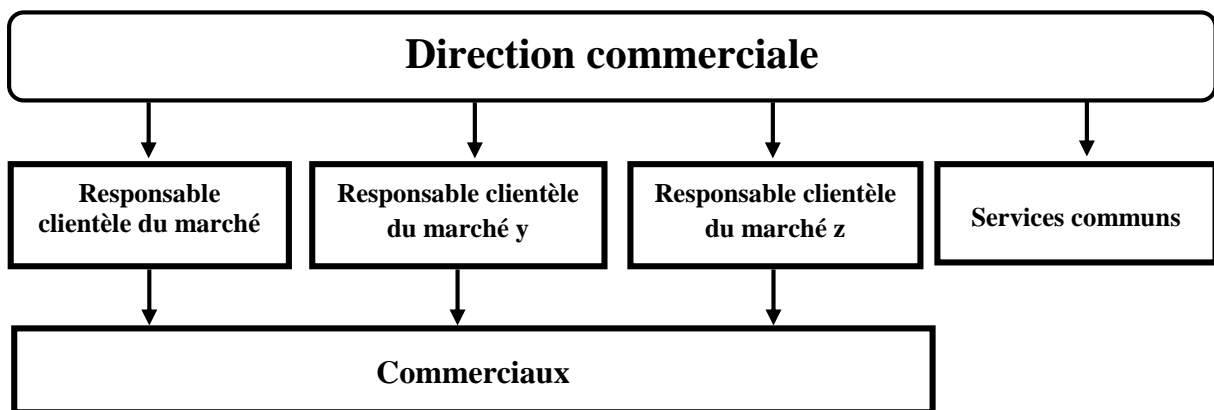 Direction commerciale
Responsable
clientèle du marché
Responsable clientèle
du marché y
Responsable clientèle
du marché z
Services communs
Commerciaux